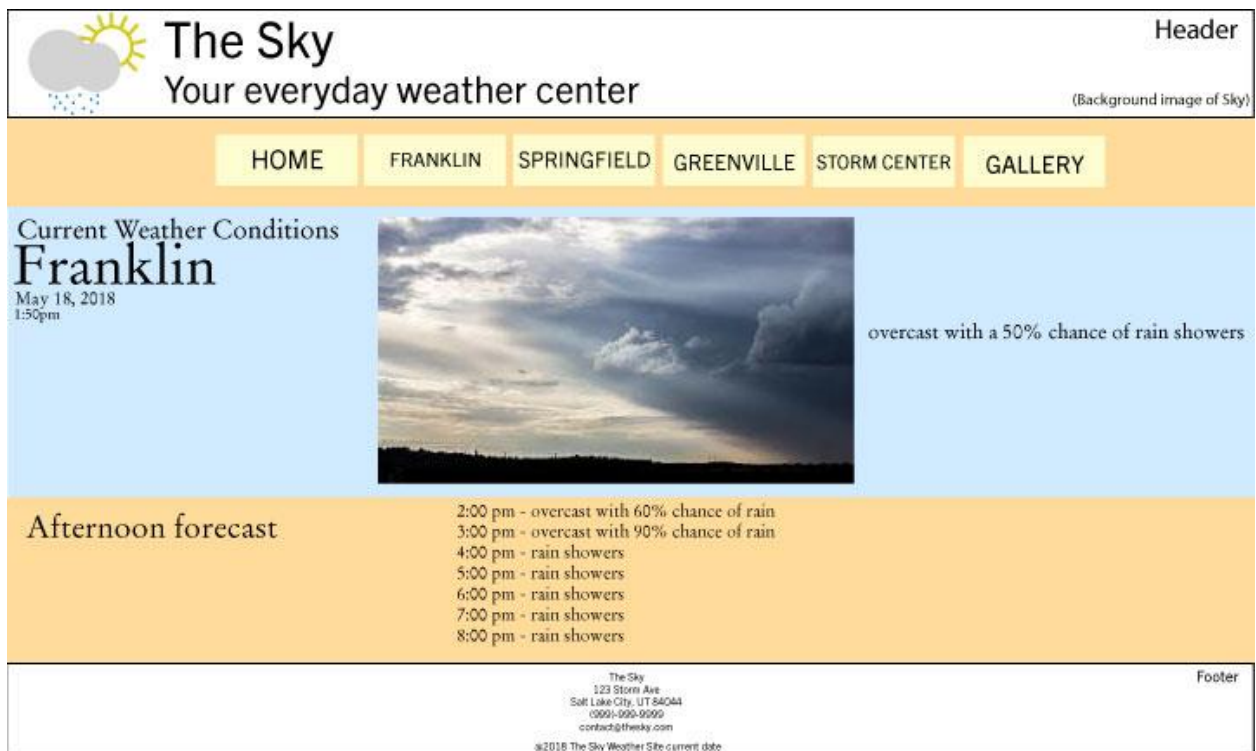 The Sky
Your everyday weather center
Header
(Background image of Sky)
HOME
FRANKLIN
SPRINGFIELD
GREENVILLE
STORM CENTER
GALLERY
Current Weather Conditions
Franklin
May 18, 2018
1:50pm
overcast with a 50% chance of rain showers
Afternoon forecast
2:00 pm - overcast with 60% chance of rain
3:00 pm - overcast with 90% chance of rain
4:00 pm - rain showers
5:00 pm - rain showers
6:00 pm - rain showers
7:00 pm - rain showers
8:00 pm - rain showers
The Sky
123 Storm Ave
Salt Lake City, UT 84044
(999)-999-9999
contact@thesky.com
@2018 The Sky Weather Site current date
Footer